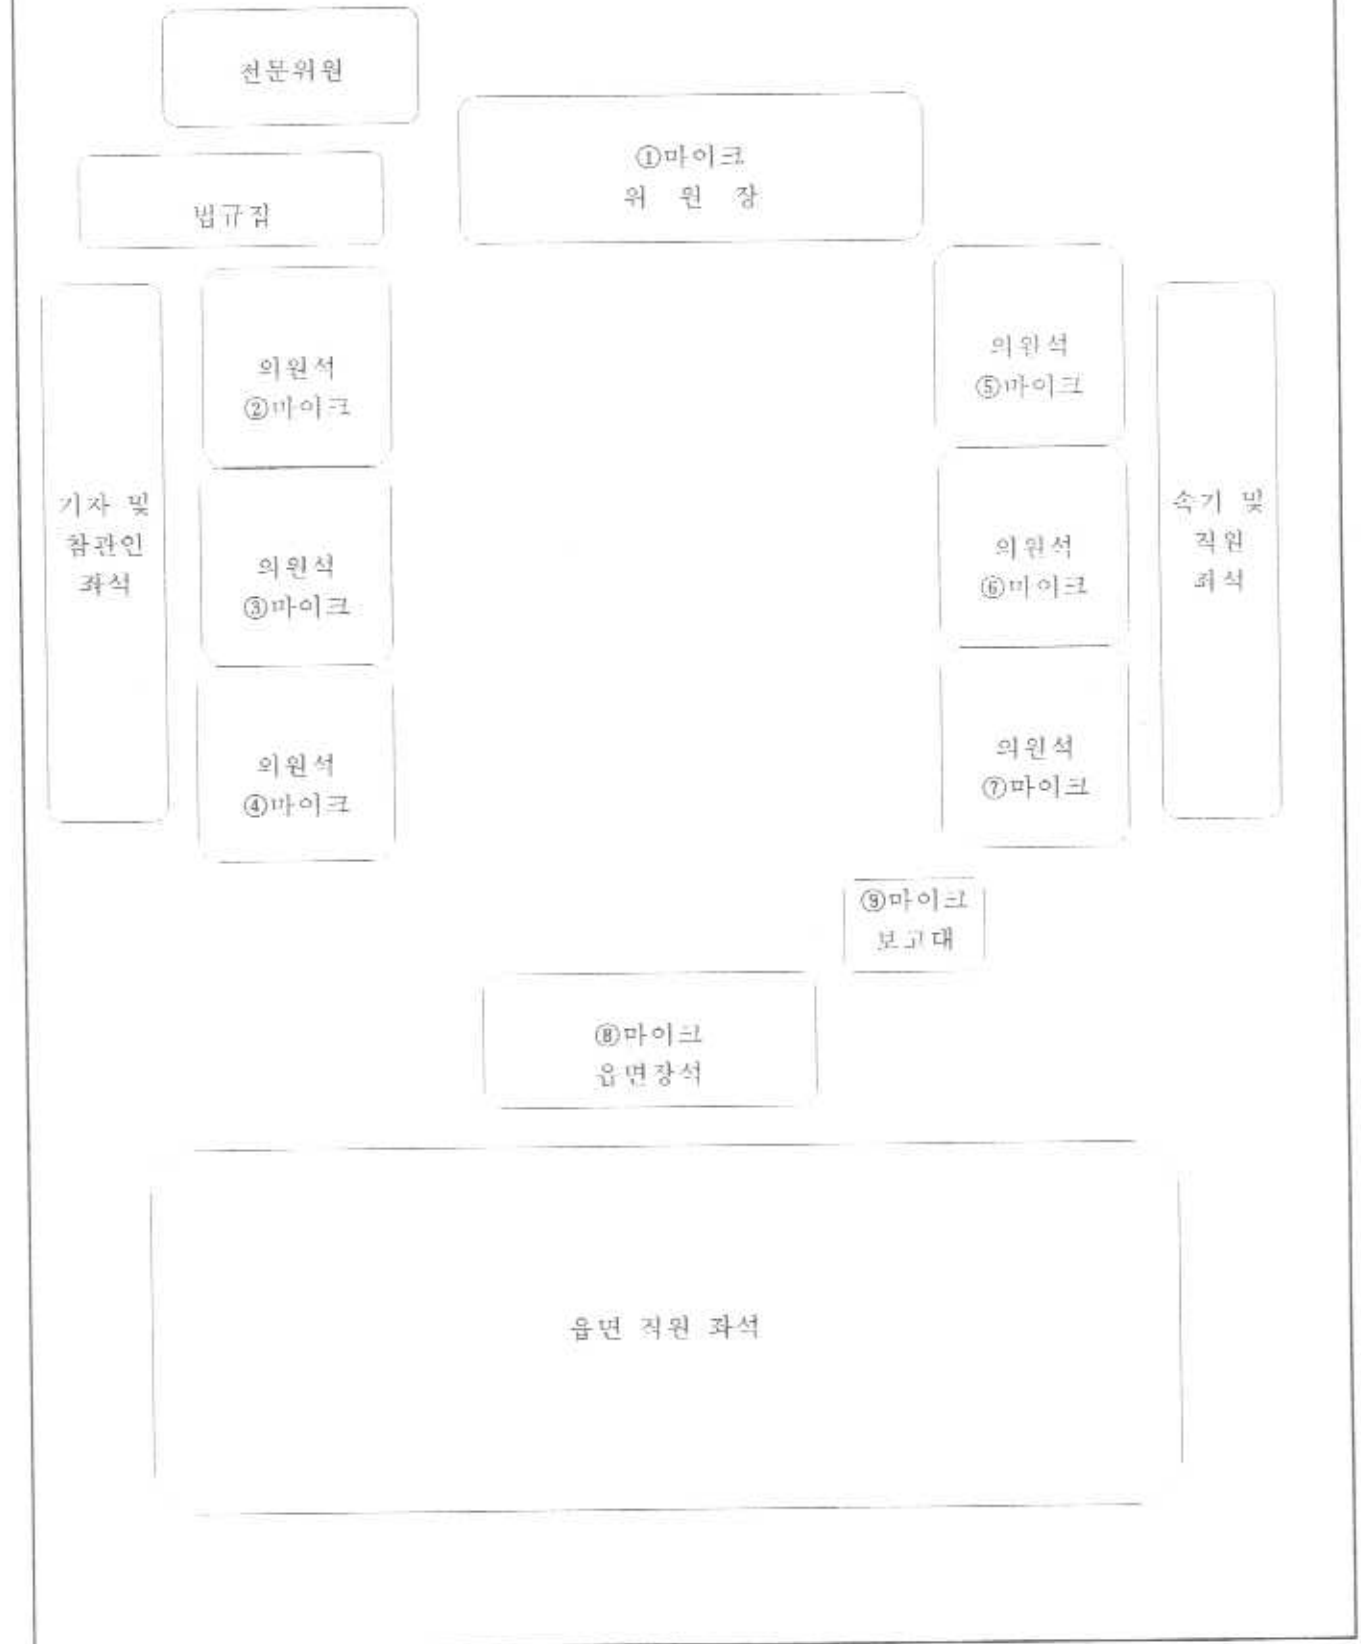 전문위원
①마이크
위 원 장
법규집
의원석
②마이크
의원석
⑤마이크
기자 및
참관인
좌석
속기 및
직원
좌석
의원석
③마이크
의원석
⑥마이크
의원석
④마이크
의원석
⑦마이크
⑨마이크
보고대
⑧마이크
읍면장석
읍면 직원 좌석